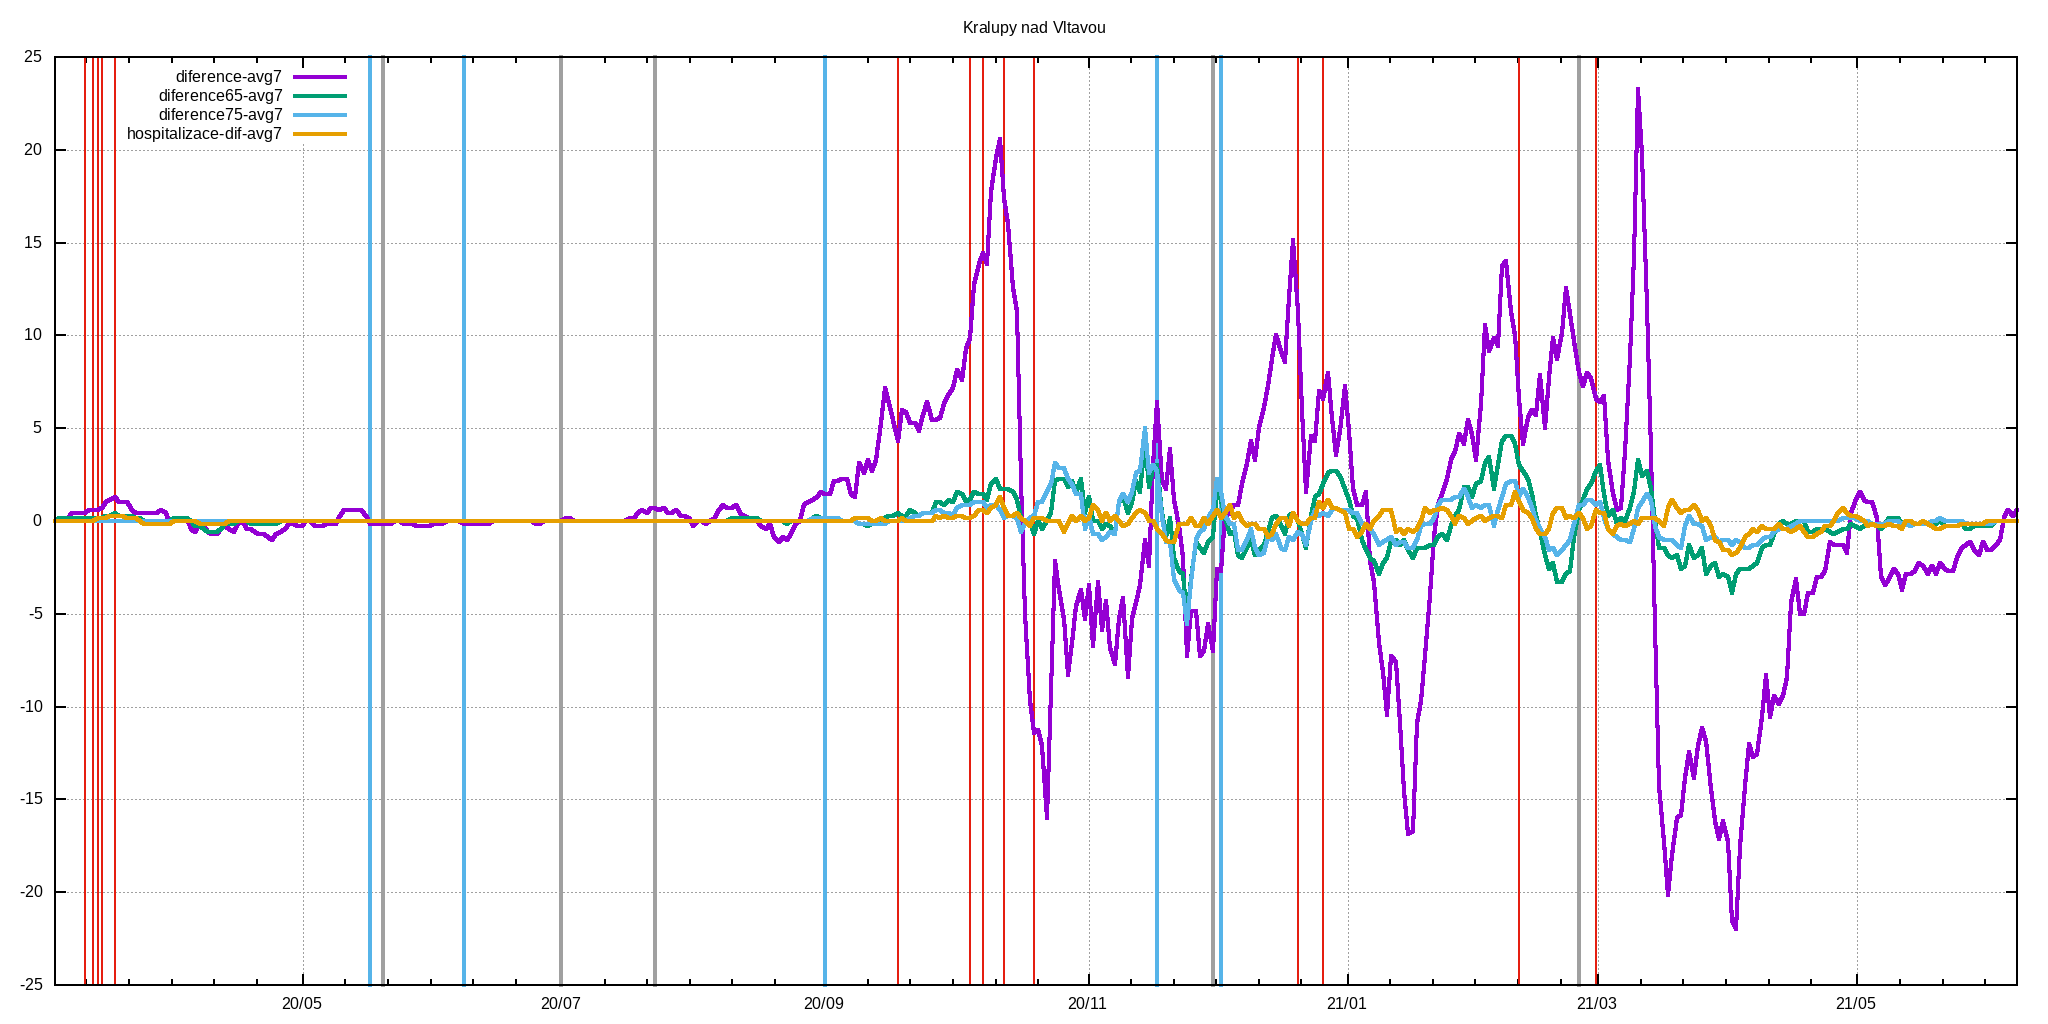 Kralupy nad Vltavou
diference-avg7
diference65-avg7
diference75-avg7
hospitalizace-dif-avg7
25
20
15
10
5
0
-5
-10
-15
-20
-25
20/05 20/07 20/09 20/11 21/01 21/03 21/05